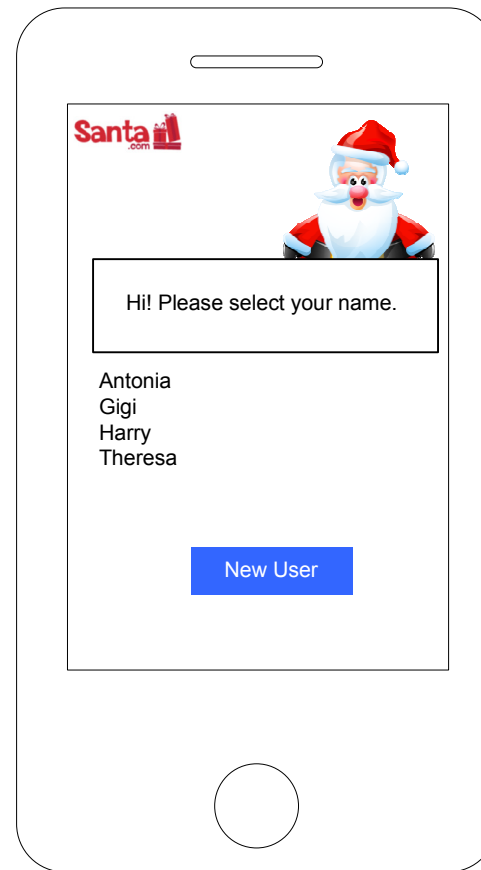 Santa
.com
Hi! Please select your name.
Antonia
Gigi
Harry
Theresa
New User